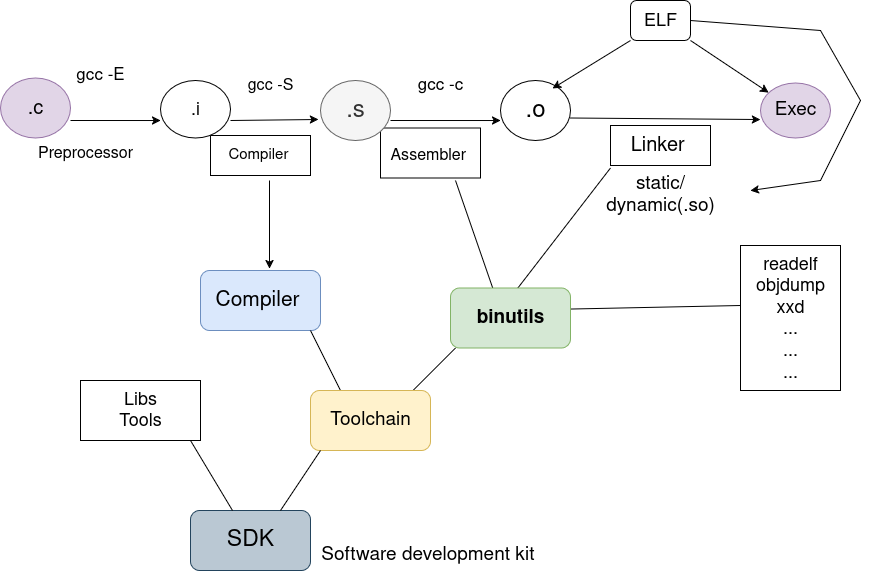 ELF
gcc -E
gcc -S
gcc -c
.c
.i
.s
.o
Exec
Preprocessor
Compiler
Assembler
Linker
static/
dynamic(.so)
readelf
objdump
xxd
...
...
...
Compiler
binutils
Libs
Tools
Toolchain
SDK
Software development kit